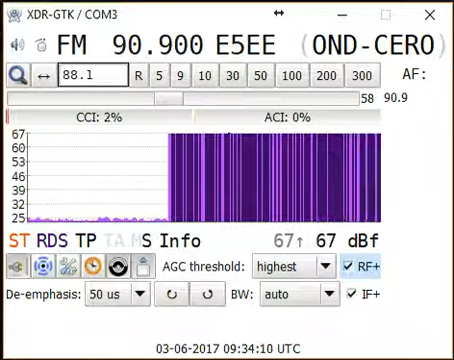 XDR-GTK / COM3
FM 90.900 E5EE (OND-CERO)
88.1 R 5 9 10 30 50 100 200 300 AF:
58 90.9
CCI: 2% ACI: 0%
67
60
53
46
39
32
25
ST RDS TP TA MS Info 67↑ 67 dBf
AGC threshold: highest RF+
De-emphasis: 50 us BW: auto IF+
03-06-2017 09:34:10 UTC